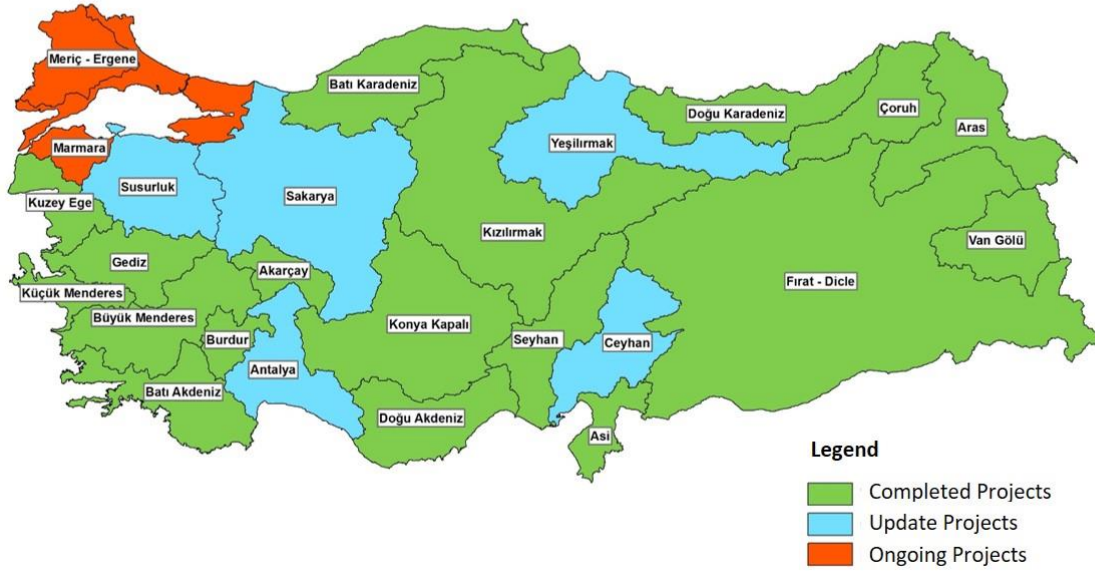 Meriç - Ergene
Batı Karadeniz
Doğu Karadeniz
Çoruh
Aras
Marmara
Yeşilırmak
Susurluk
Sakarya
Kuzey Ege
Kızılırmak
Van Gölü
Gediz
Akarçay
Fırat - Dicle
Küçük Menderes
Büyük Menderes
Konya Kapalı
Burdur
Seyhan
Ceyhan
Antalya
Batı Akdeniz
Doğu Akdeniz
Asi
Legend
Completed Projects
Update Projects
Ongoing Projects